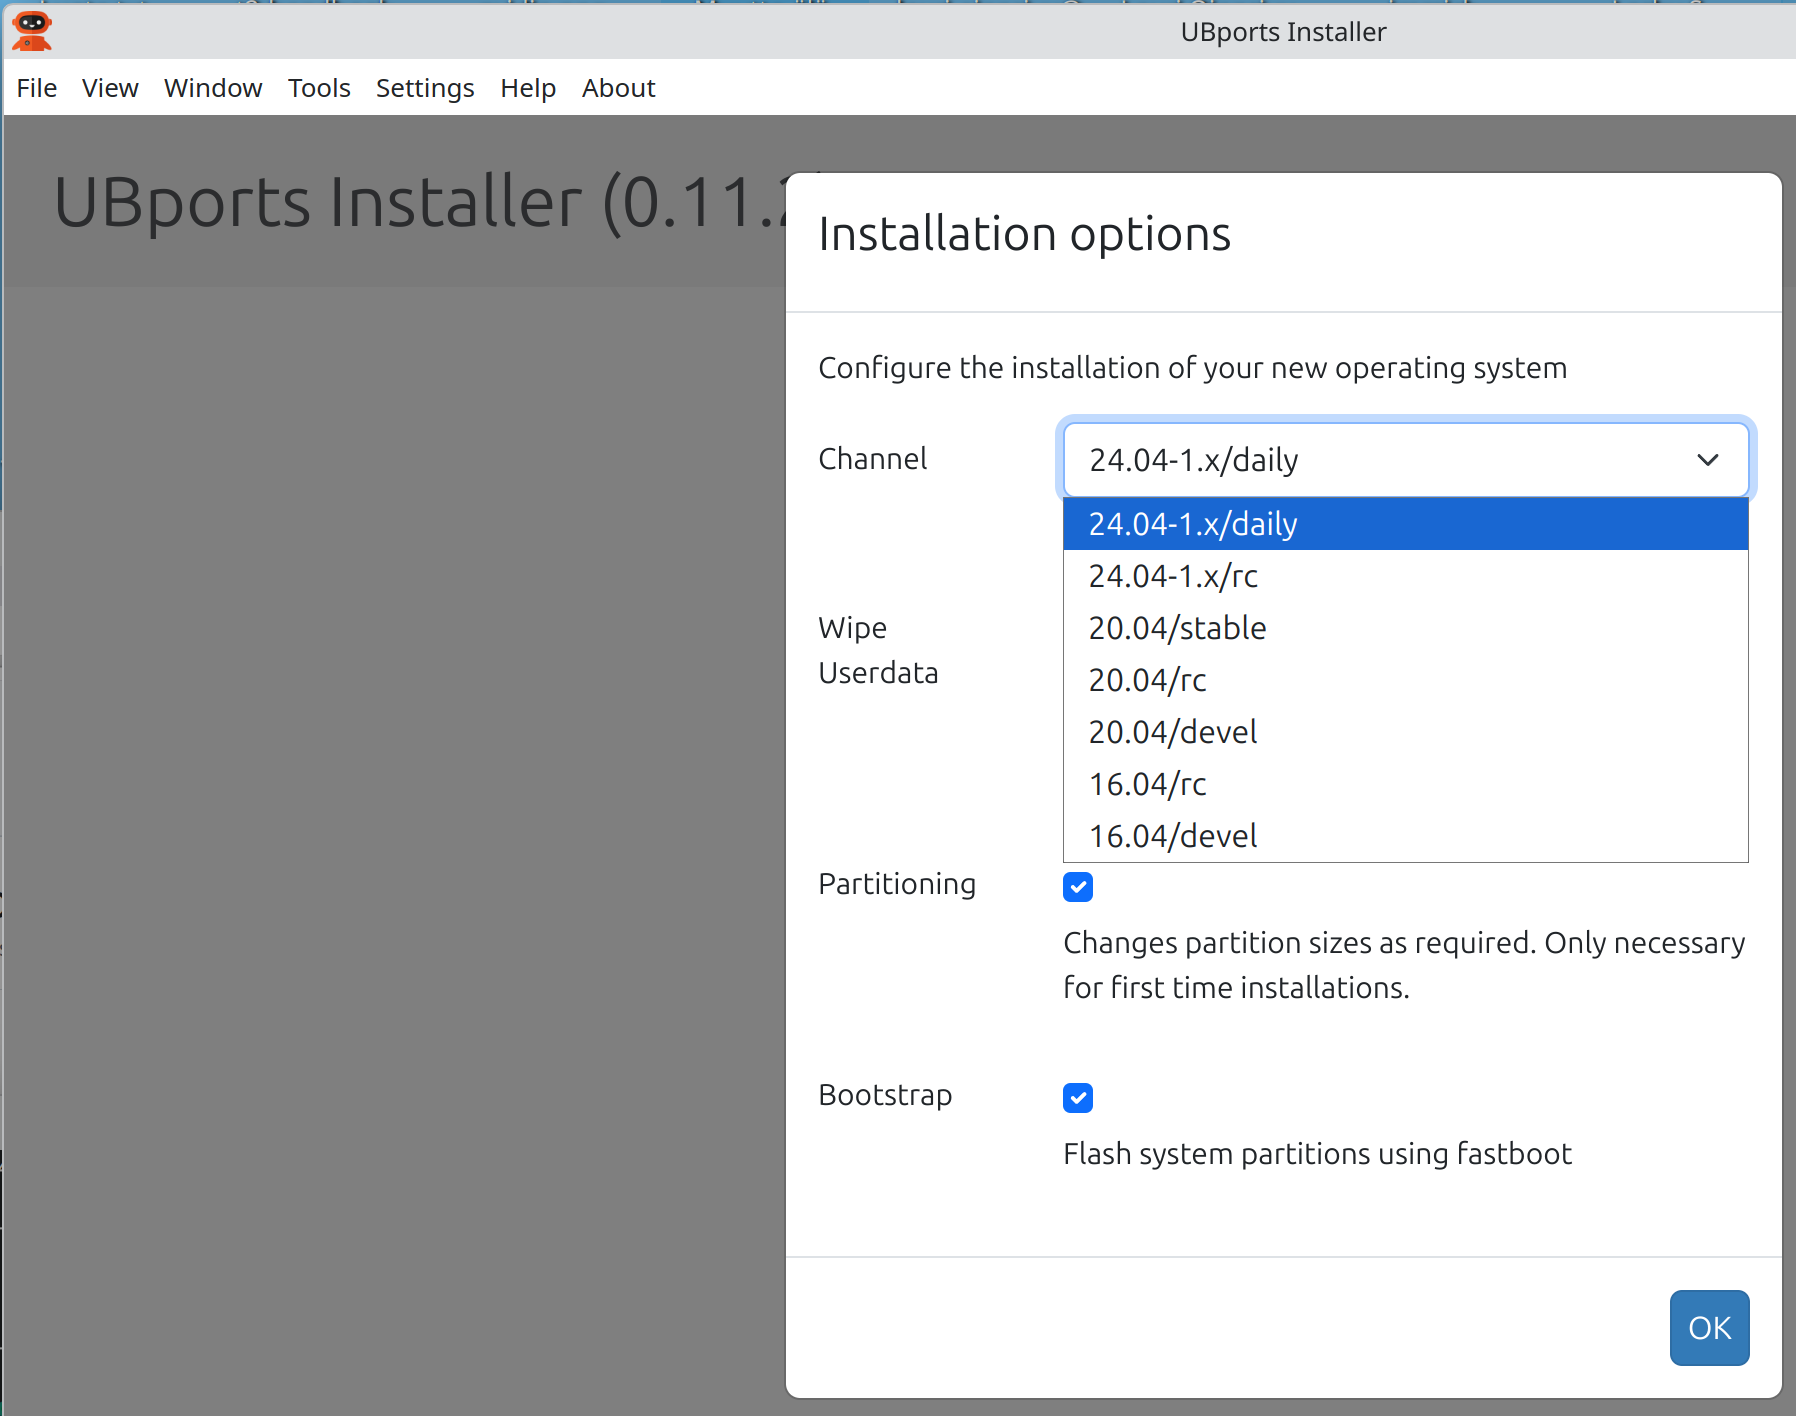 UBports Installer
File View Window Tools Settings Help About
UBports Installer (0.11.2
Installation options
Configure the installation of your new operating system
Channel
24.04-1.x/daily
24.04-1.x/daily
24.04-1.x/rc
20.04/stable
20.04/rc
20.04/devel
16.04/rc
16.04/devel
Wipe
Userdata
Partitioning
Changes partition sizes as required. Only necessary
for first time installations.
Bootstrap
Flash system partitions using fastboot
OK